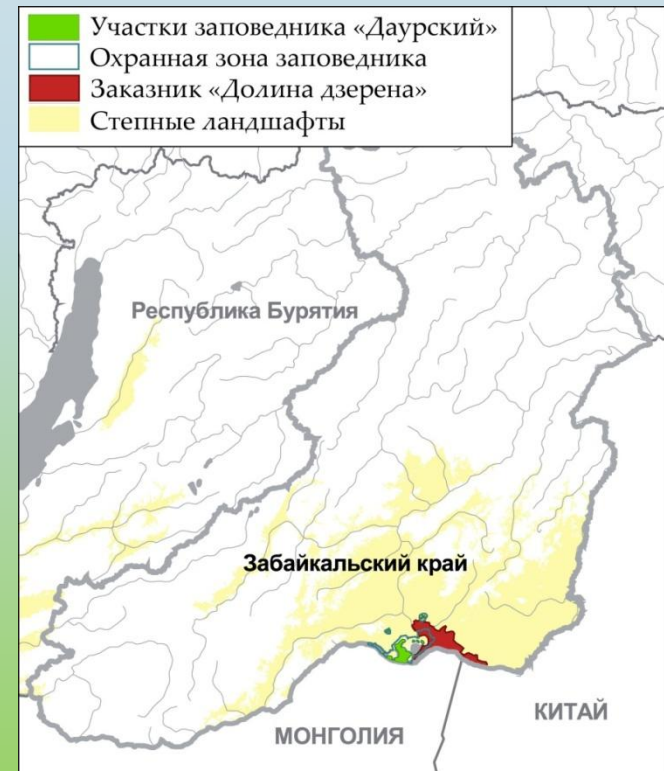 Участки заповедника «Даурский»
Охранная зона заповедника
Заказник «Долина дзерена»
Степные ландшафты
Республика Бурятия
Забайкальский край
КИТАЙ
МОНГОЛИЯ